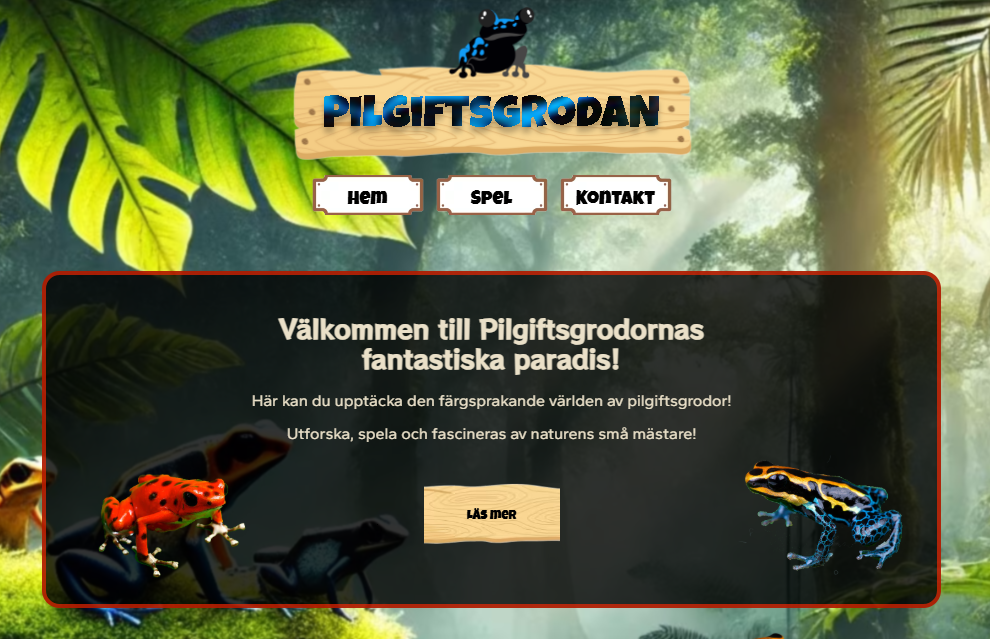 PILGIFTSGRODAN
Hem
Spel
Kontakt
Välkommen till Pilgiftsgrodornas
fantastiska paradis!
Här kan du upptäcka den färgsprakande världen av pilgiftsgrodor!
Utforska, spela och fascineras av naturens små mästare!
Läs mer